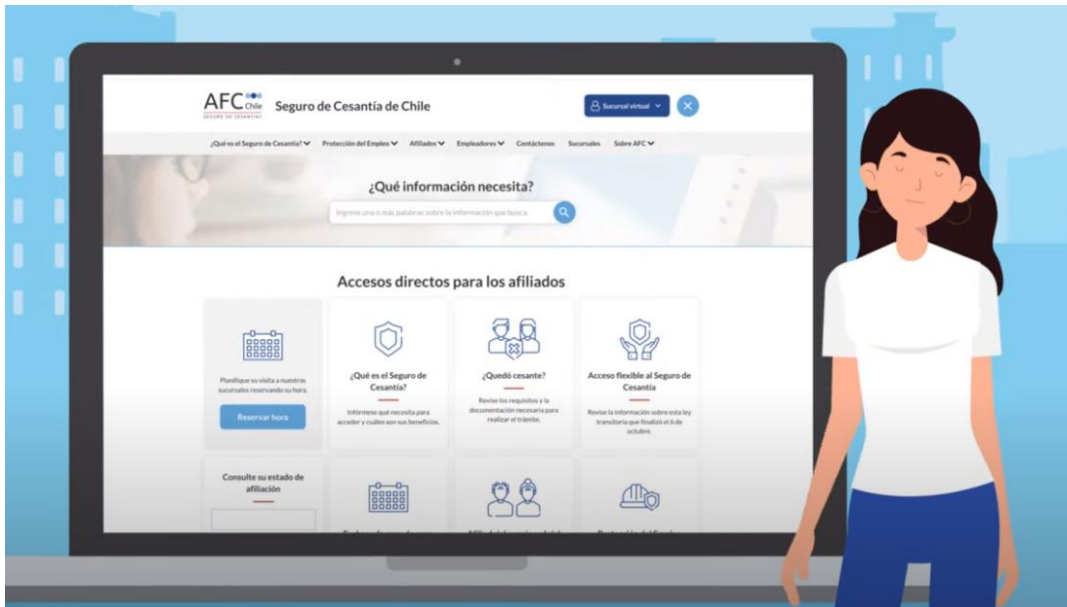 AFC Chile
SEGURO DE CESANTÍAS
Seguro de Cesantía de Chile
Sucursal virtual
¿Qué es el Seguro de Cesantía? Protección del Empleo Afiliados Empleadores Contáctenos Sucursales Sobre AFC
¿Qué información necesita?
Ingrese una o más palabras sobre la información que busca.
Accesos directos para los afiliados
Planifique su visita a nuestras
sucursales reservando su hora.
Reservar hora
¿Qué es el Seguro de
Cesantía?
Infórmese qué necesita para
acceder y cuáles son sus beneficios.
¿Quedó cesante?
Revise los requisitos y la
documentación necesaria para
realizar el trámite.
Acceso flexible al Seguro de
Cesantía
Revise la información sobre esta ley
transitoria que finalizó el 6 de
octubre.
Consulte su estado de
afiliación